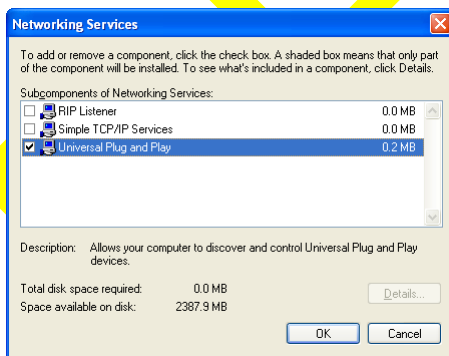 Networking Services
To add or remove a component, click the check box. A shaded box means that only part
of the component will be installed. To see what's included in a component, click Details.
Subcomponents of Networking Services:
RIP Listener 0.0 MB
Simple TCP/IP Services 0.0 MB
Universal Plug and Play 0.2 MB
Description: Allows your computer to discover and control Universal Plug and Play
devices.
Total disk space required: 0.0 MB
Details...
Space available on disk: 2387.9 MB
OK Cancel